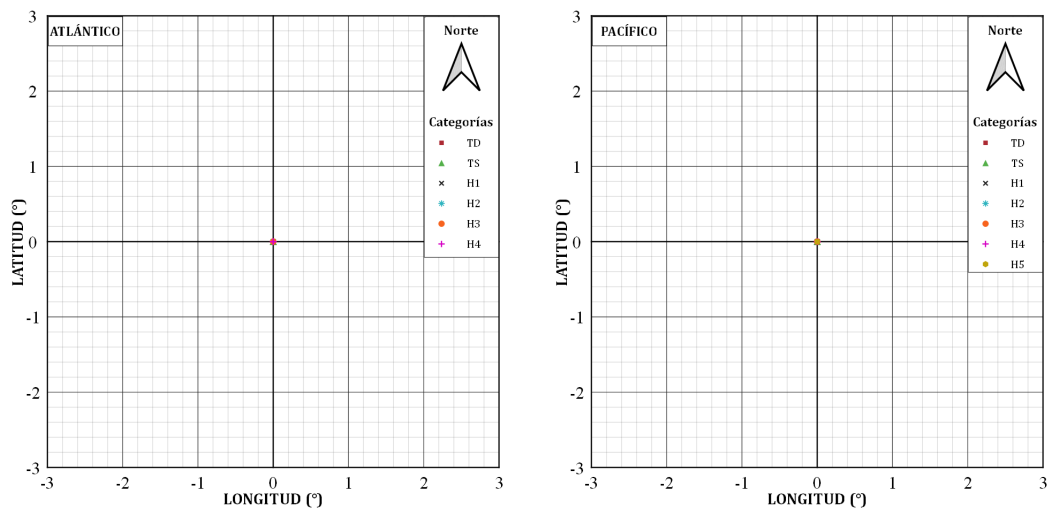 ATLÁNTICO
Norte
Categorías
TD
TS
H1
H2
H3
H4
3
2
1
0
-1
-2
-3
LATITUD (°)
-3 -2 -1 0 1 2 3
LONGITUD (°)
PACÍFICO
Norte
Categorías
TD
TS
H1
H2
H3
H4
H5
3
2
1
0
-1
-2
-3
LATITUD (°)
-3 -2 -1 0 1 2 3
LONGITUD (°)